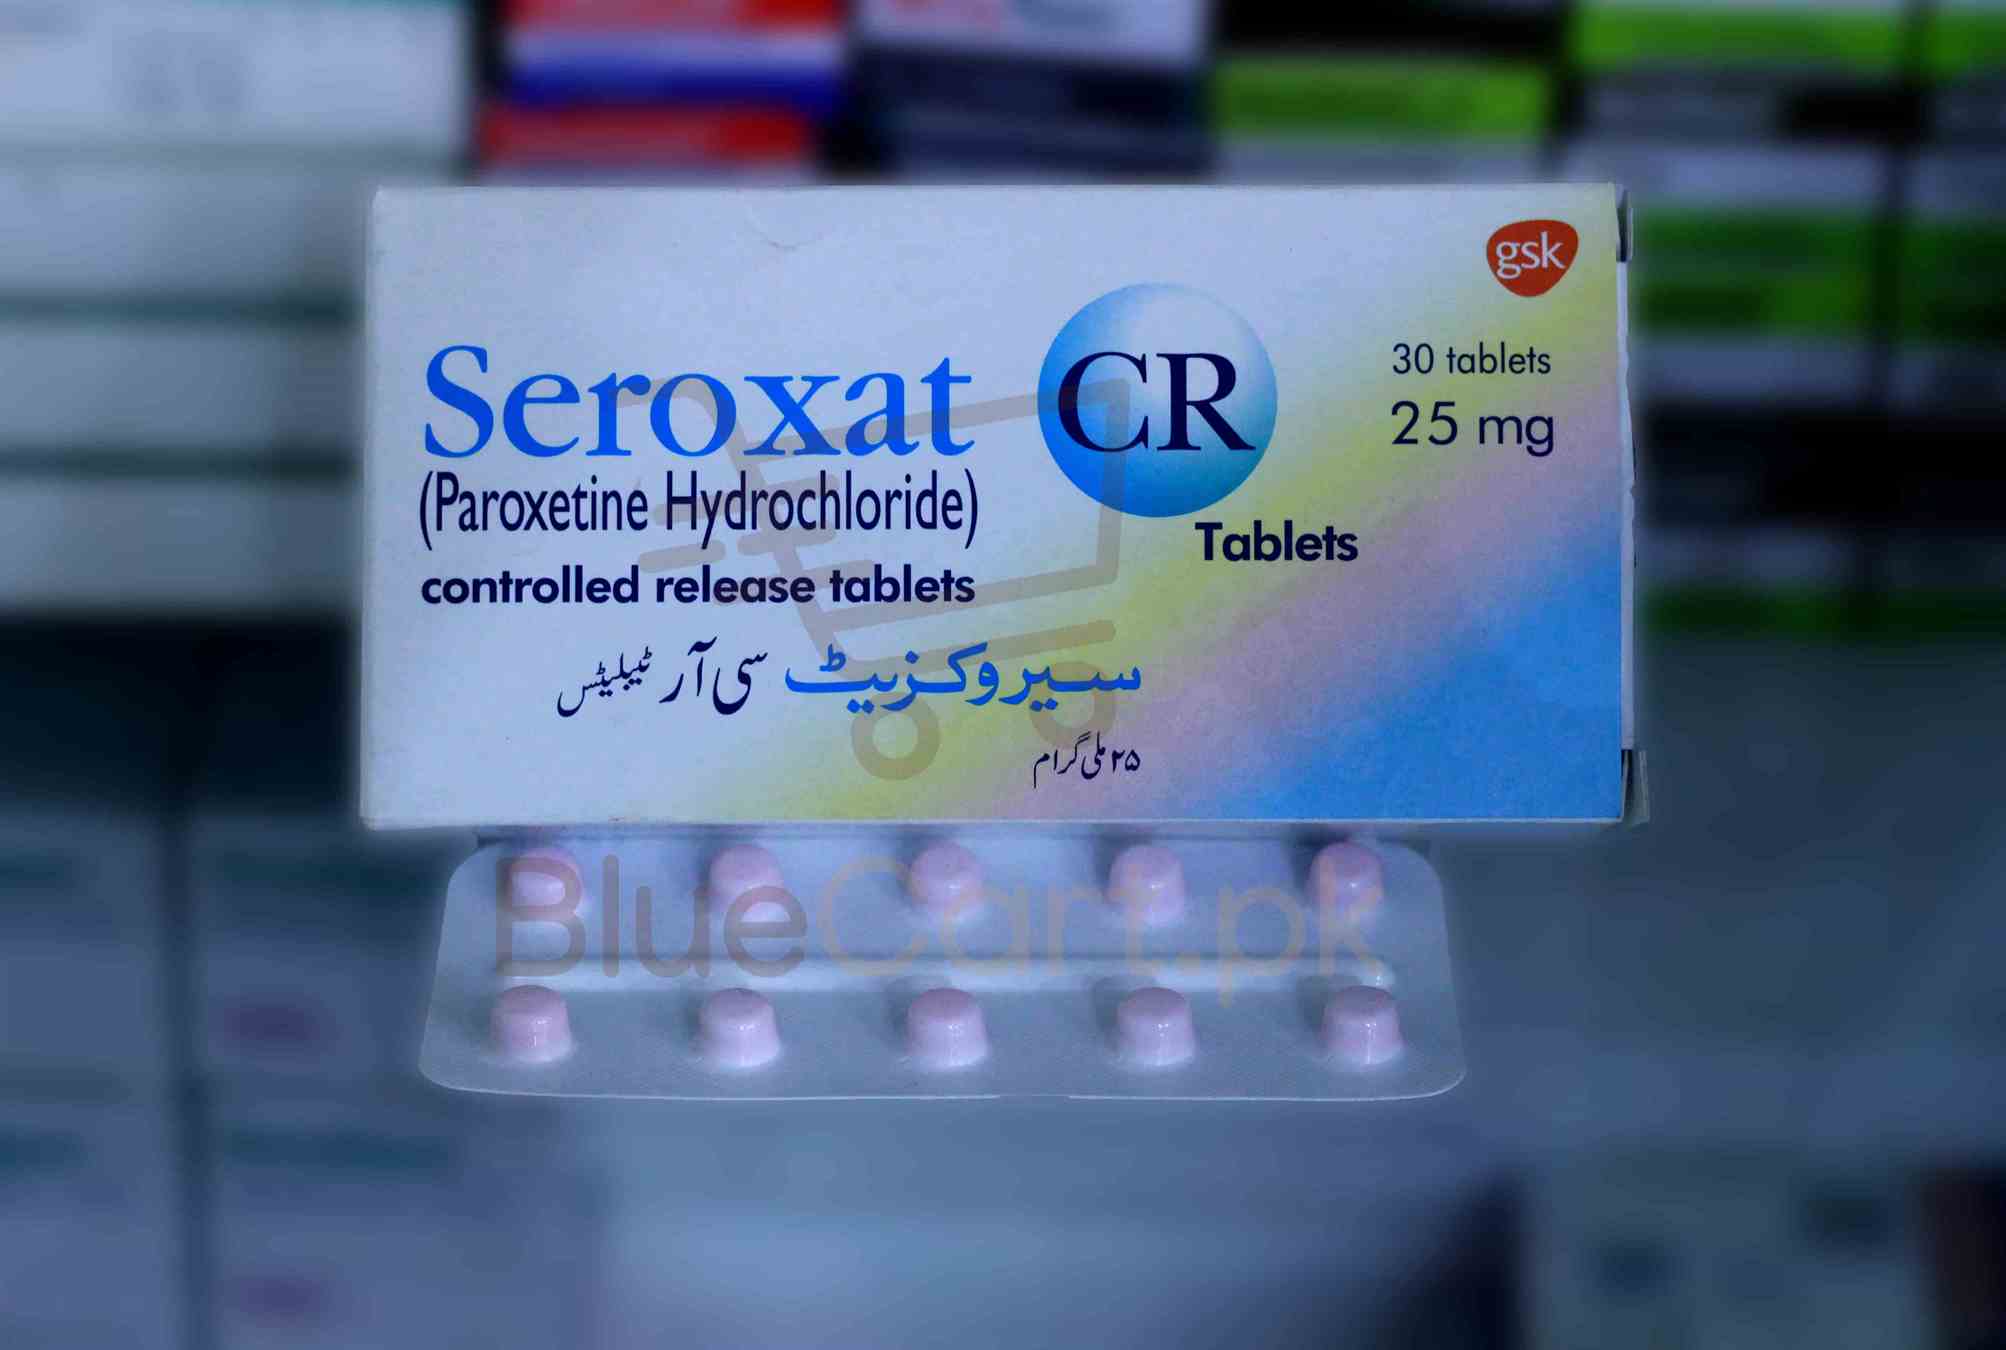 gsk
Seroxat CR
30 tablets
25 mg
(Paroxetine Hydrochloride)
Tablets
controlled release tablets
سیروکزیٹ سی آر ٹیبلیٹس
۲۵ ملی گرام
BlueCart.pk